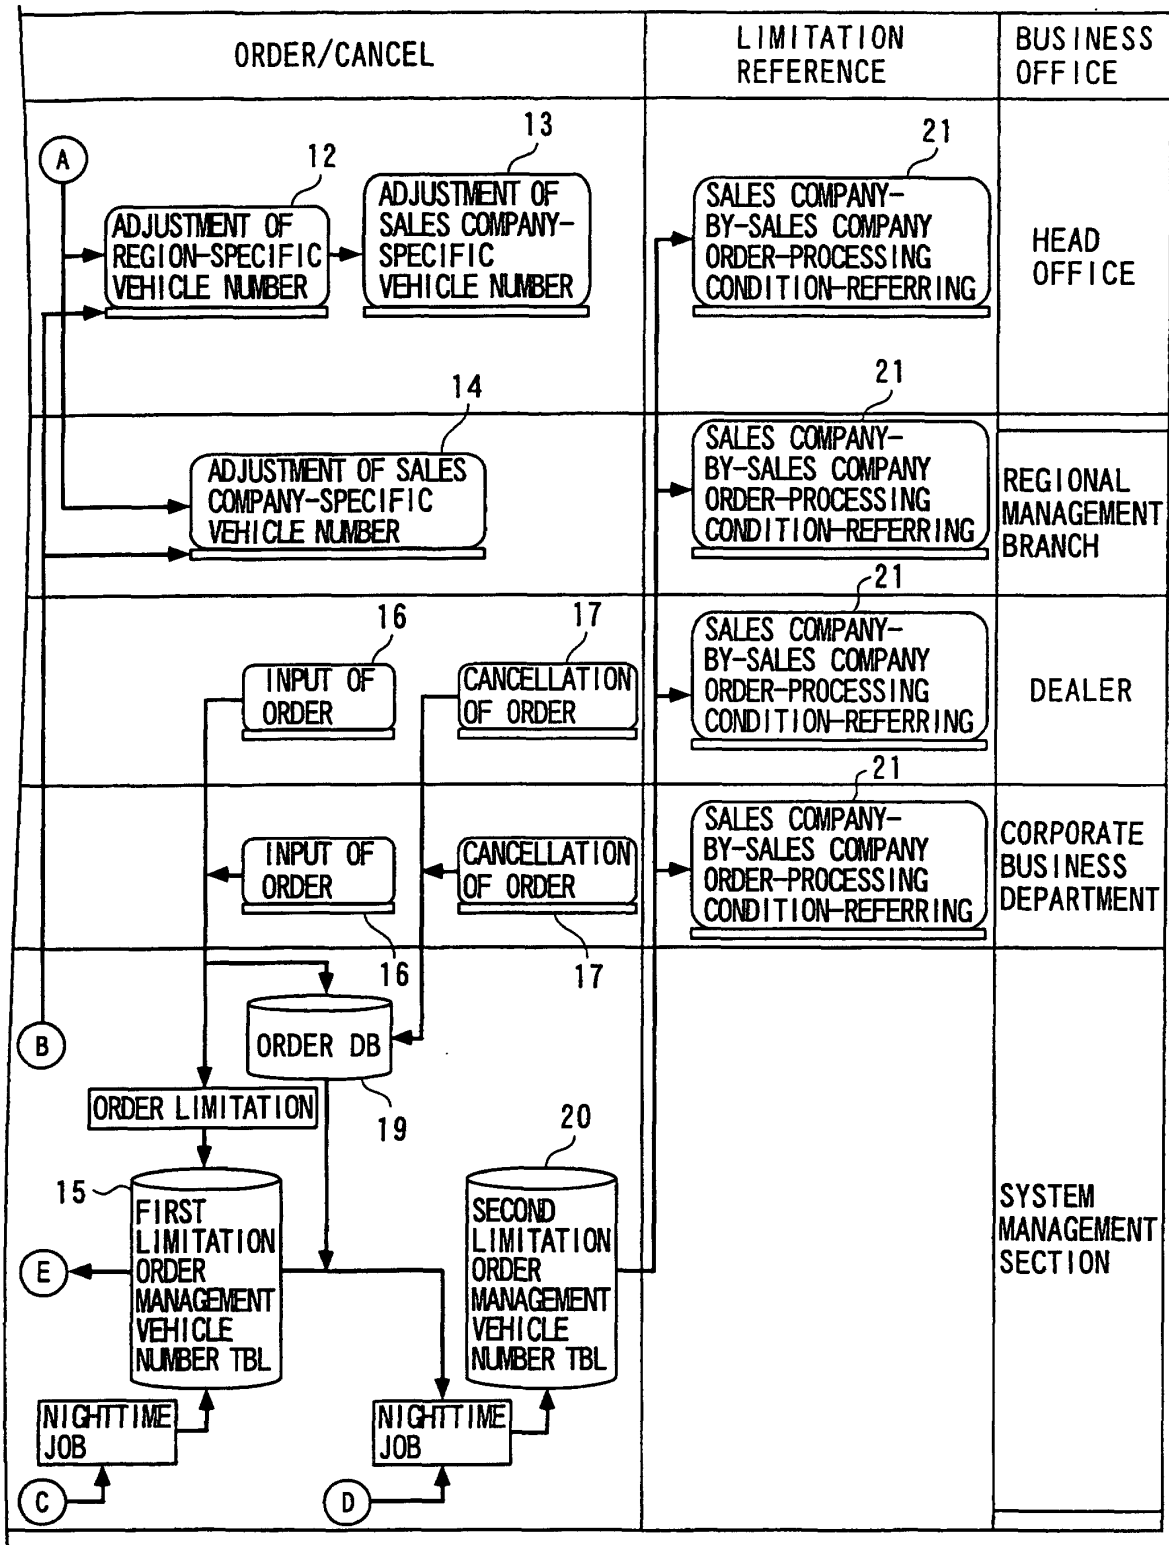 ORDER/CANCEL
LIMITATION
REFERENCE
BUSINESS
OFFICE
A
12
13
21
ADJUSTMENT OF
REGION-SPECIFIC
VEHICLE NUMBER
ADJUSTMENT OF
SALES COMPANY-
SPECIFIC
VEHICLE NUMBER
SALES COMPANY-
BY-SALES COMPANY
ORDER-PROCESSING
CONDITION-REFERRING
HEAD
OFFICE
14
21
ADJUSTMENT OF SALES
COMPANY-SPECIFIC
VEHICLE NUMBER
SALES COMPANY-
BY-SALES COMPANY
ORDER-PROCESSING
CONDITION-REFERRING
REGIONAL
MANAGEMENT
BRANCH
16
17
21
INPUT OF
ORDER
CANCELLATION
OF ORDER
SALES COMPANY-
BY-SALES COMPANY
ORDER-PROCESSING
CONDITION-REFERRING
DEALER
21
INPUT OF
ORDER
CANCELLATION
OF ORDER
SALES COMPANY-
BY-SALES COMPANY
ORDER-PROCESSING
CONDITION-REFERRING
CORPORATE
BUSINESS
DEPARTMENT
16
17
B
ORDER DB
19
ORDER LIMITATION
20
15
FIRST
LIMITATION
ORDER
MANAGEMENT
VEHICLE
NUMBER TBL
SECOND
LIMITATION
ORDER
MANAGEMENT
VEHICLE
NUMBER TBL
SYSTEM
MANAGEMENT
SECTION
E
NIGHTTIME
JOB
NIGHTTIME
JOB
C
D